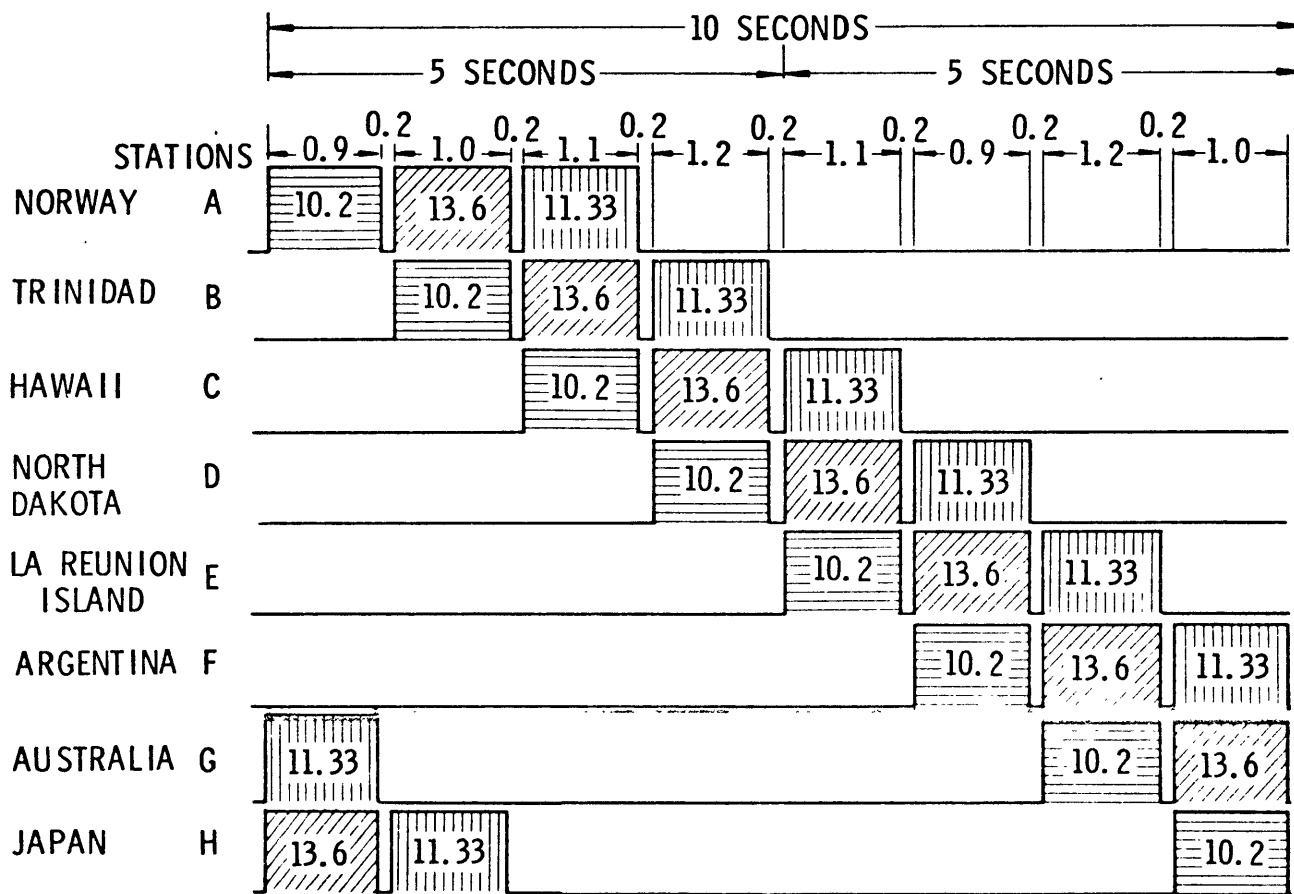 10 SECONDS
5 SECONDS 5 SECONDS
0.2 0.2 0.2 0.2 0.2 0.2 0.2
STATIONS 0.9 1.0 1.1 1.2 1.1 0.9 1.2 1.0
NORWAY A 10.2 13.6 11.33
TRINIDAD B 10.2 13.6 11.33
HAWAII C 10.2 13.6 11.33
NORTH
DAKOTA D 10.2 13.6 11.33
LA REUNION
ISLAND E 10.2 13.6 11.33
ARGENTINA F 10.2 13.6 11.33
AUSTRALIA G 11.33 10.2 13.6
JAPAN H 13.6 11.33 10.2